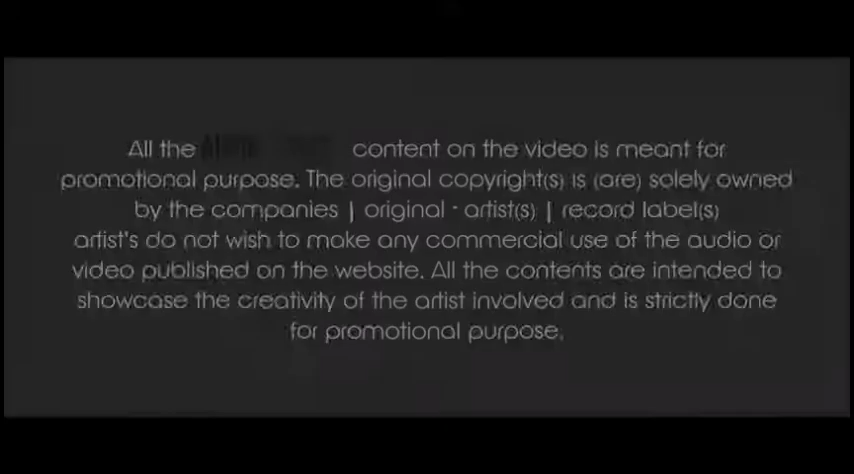 All the content on the video is meant for
promotional purpose. The original copyright(s) is (are) solely owned
by the companies | original - artist(s) | record label(s)
artist's do not wish to make any commercial use of the audio or
video published on the website. All the contents are intended to
showcase the creativity of the artist involved and is strictly done
for promotional purpose.